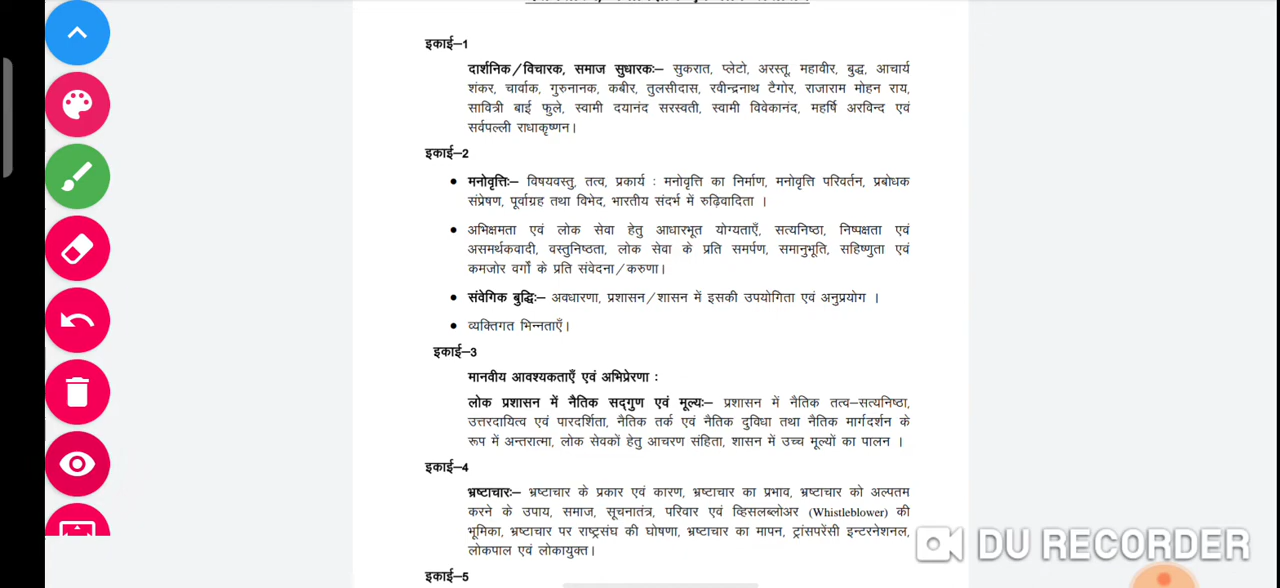 इकाई–1
दार्शनिक/विचारक, समाज सुधारकः– सुकरात, प्लेटो, अरस्तू, महावीर, बुद्ध, आचार्य
शंकर, चार्वाक, गुरुनानक, कबीर, तुलसीदास, रवीन्द्रनाथ टैगोर, राजाराम मोहन राय,
सावित्री बाई फुले, स्वामी दयानंद सरस्वती, स्वामी विवेकानंद, महर्षि अरविन्द एवं
सर्वपल्ली राधाकृष्णन।
इकाई–2
• मनोवृत्तिः– विषयवस्तु, तत्व, प्रकार्य : मनोवृत्ति का निर्माण, मनोवृत्ति परिवर्तन, प्रबोधक
संप्रेषण, पूर्वाग्रह तथा विभेद, भारतीय संदर्भ में रुढ़िवादिता ।
• अभिक्षमता एवं लोक सेवा हेतु आधारभूत योग्यताएँ, सत्यनिष्ठा, निष्पक्षता एवं
असमर्थकवादी, वस्तुनिष्ठता, लोक सेवा के प्रति समर्पण, समानुभूति, सहिष्णुता एवं
कमजोर वर्गों के प्रति संवेदना/करुणा।
• संवेगिक बुद्धिः– अवधारणा, प्रशासन/शासन में इसकी उपयोगिता एवं अनुप्रयोग ।
• व्यक्तिगत भिन्नताएँ।
इकाई–3
मानवीय आवश्यकताएँ एवं अभिप्रेरणा :
लोक प्रशासन में नैतिक सद्गुण एवं मूल्यः– प्रशासन में नैतिक तत्व–सत्यनिष्ठा,
उत्तरदायित्व एवं पारदर्शिता, नैतिक तर्क एवं नैतिक दुविधा तथा नैतिक मार्गदर्शन के
रूप में अन्तरात्मा, लोक सेवकों हेतु आचरण संहिता, शासन में उच्च मूल्यों का पालन ।
इकाई–4
भ्रष्टाचारः– भ्रष्टाचार के प्रकार एवं कारण, भ्रष्टाचार का प्रभाव, भ्रष्टाचार को अल्पतम
करने के उपाय, समाज, सूचनातंत्र, परिवार एवं व्हिसलब्लोअर (Whistleblower) की
भूमिका, भ्रष्टाचार पर राष्ट्रसंघ की घोषणा, भ्रष्टाचार का मापन, ट्रांसपरेंसी इन्टरनेशनल,
लोकपाल एवं लोकायुक्त।
DU RECORDER
इकाई–5